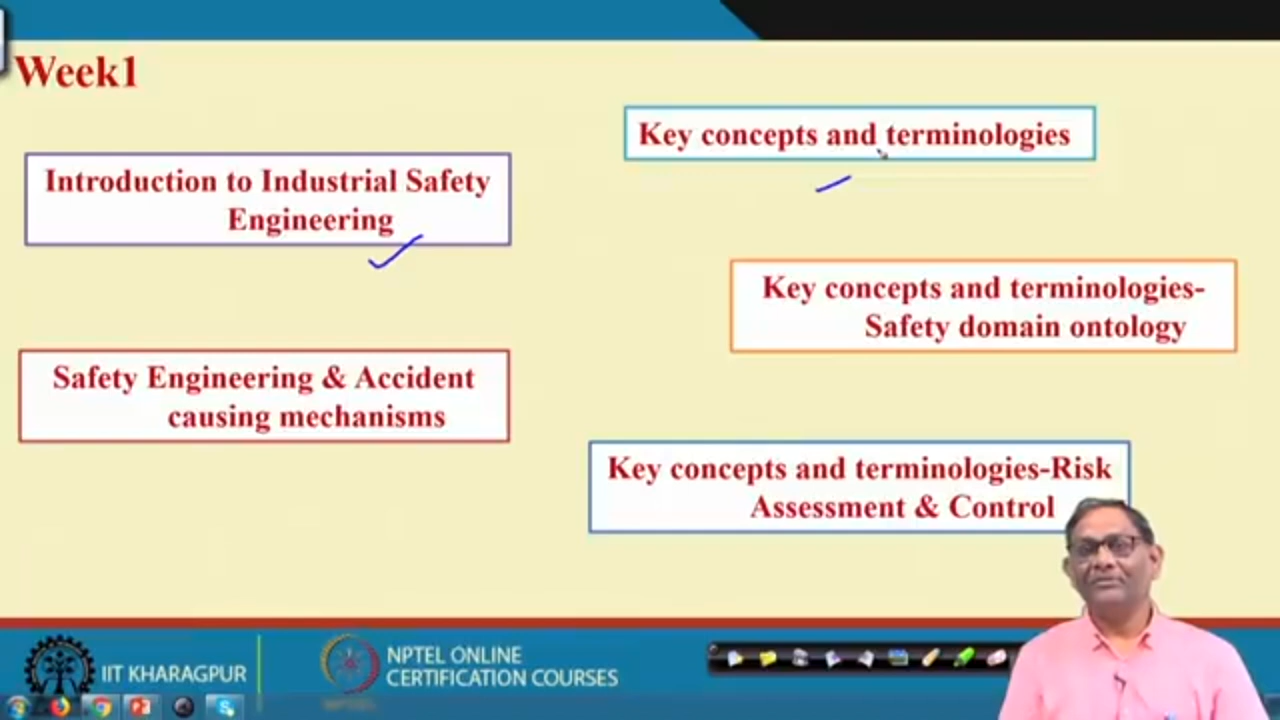 Week1
Introduction to Industrial Safety
Engineering
Safety Engineering & Accident
causing mechanisms
Key concepts and terminologies
Key concepts and terminologies-
Safety domain ontology
Key concepts and terminologies-Risk
Assessment & Control
IIT KHARAGPUR
NPTEL ONLINE
CERTIFICATION COURSES